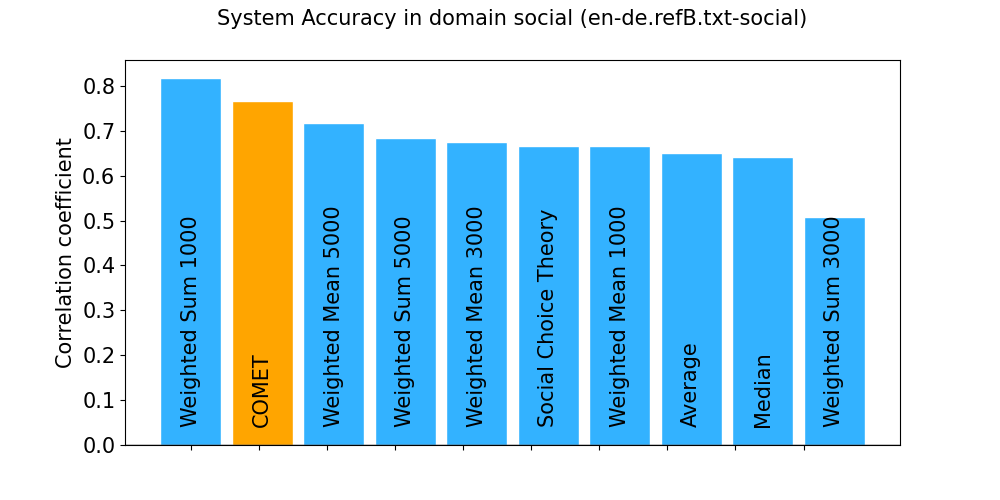 System Accuracy in domain social (en-de.refB.txt-social)
Correlation coefficient
0.8
0.7
0.6
0.5
0.4
0.3
0.2
0.1
0.0
Weighted Sum 1000
COMET
Weighted Mean 5000
Weighted Sum 5000
Weighted Mean 3000
Social Choice Theory
Weighted Mean 1000
Average
Median
Weighted Sum 3000